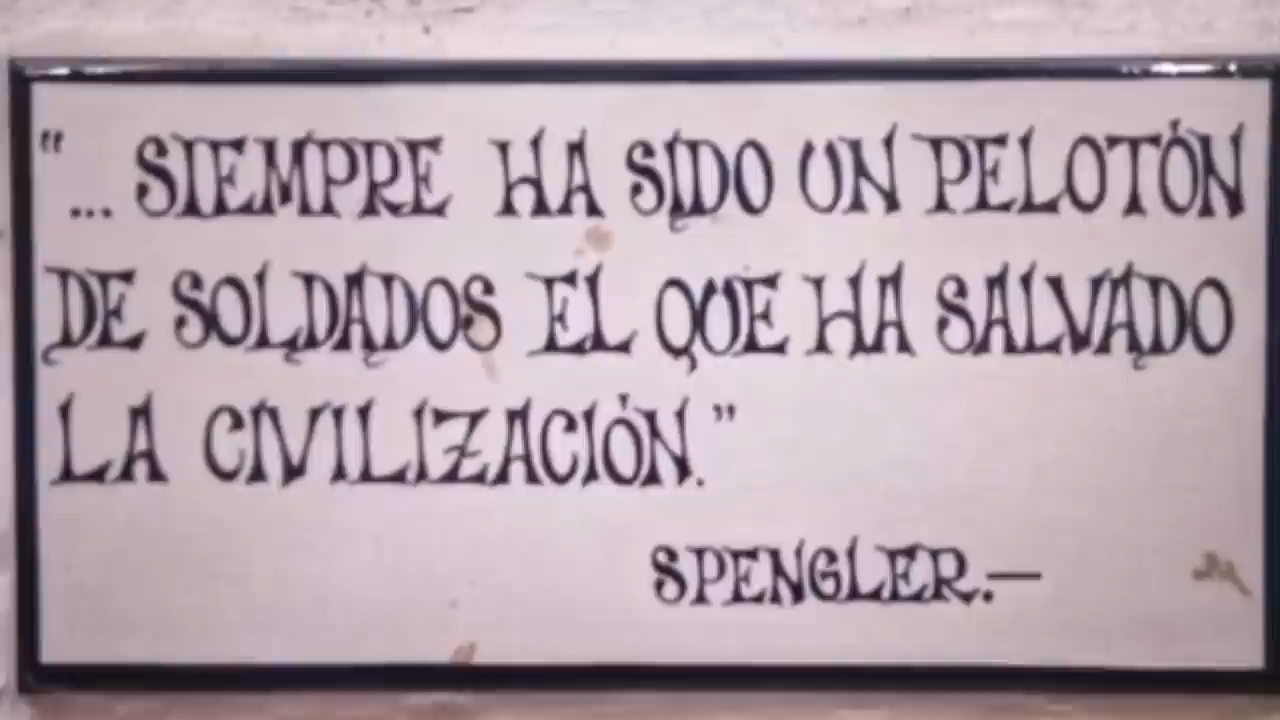 "... SIEMPRE HA SIDO UN PELOTÓN
DE SOLDADOS EL QUE HA SALVADO
LA CIVILIZACIÓN."
SPENGLER.—